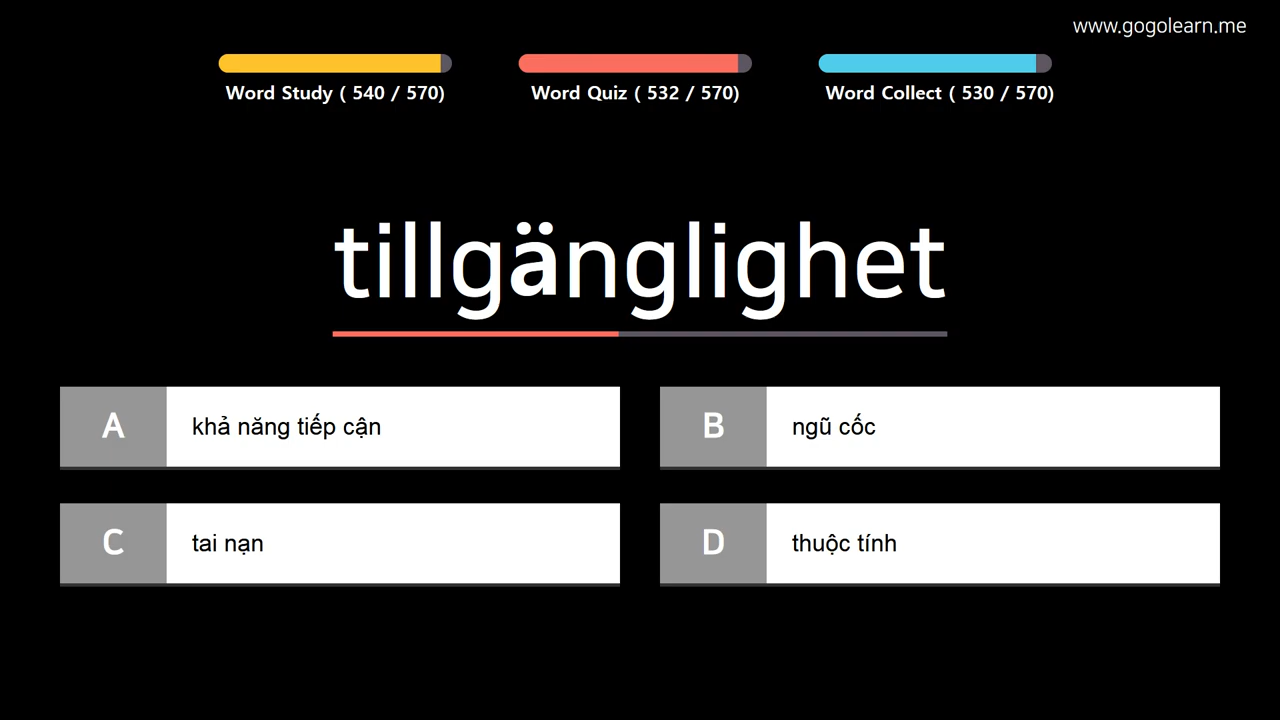 www.gogolearn.me
Word Study ( 540 / 570)
Word Quiz ( 532 / 570)
Word Collect ( 530 / 570)
tillgänglighet
A khả năng tiếp cận
B ngũ cốc
C tai nạn
D thuộc tính